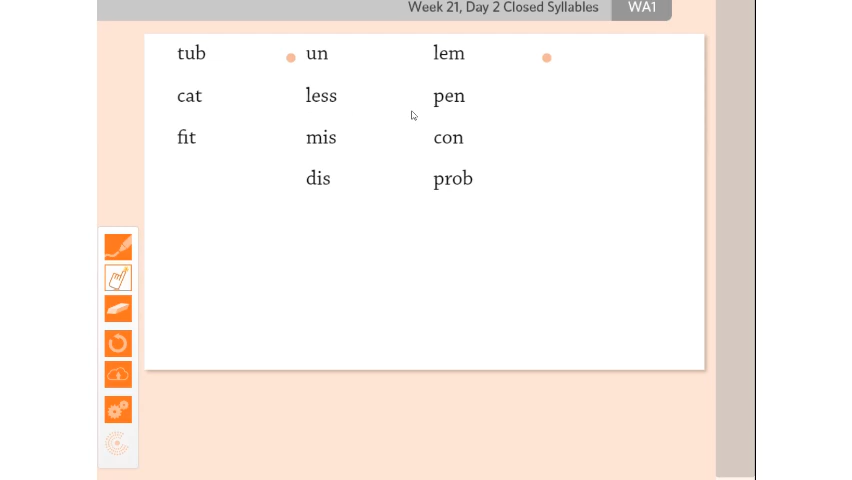 Week 21, Day 2 Closed Syllables WA1
tub un lem
cat less pen
fit mis con
dis prob